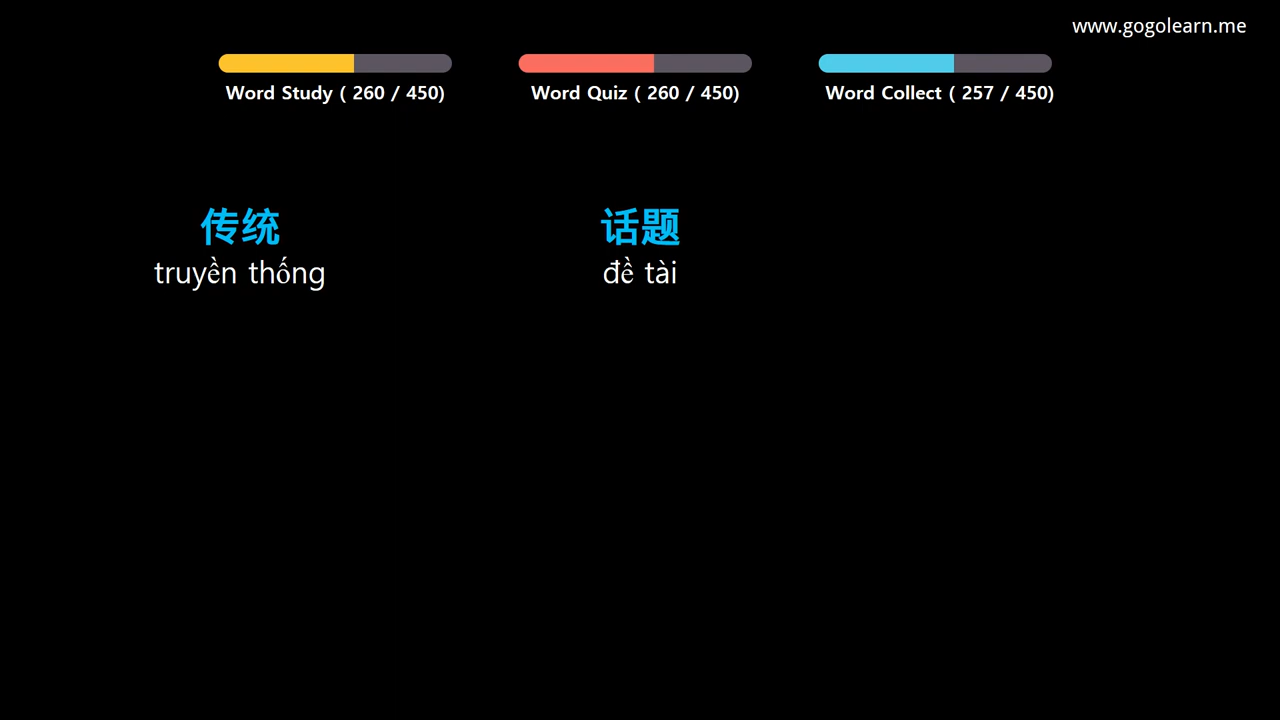 www.gogolearn.me
Word Study ( 260 / 450)
Word Quiz ( 260 / 450)
Word Collect ( 257 / 450)
传统
truyền thống
话题
đề tài